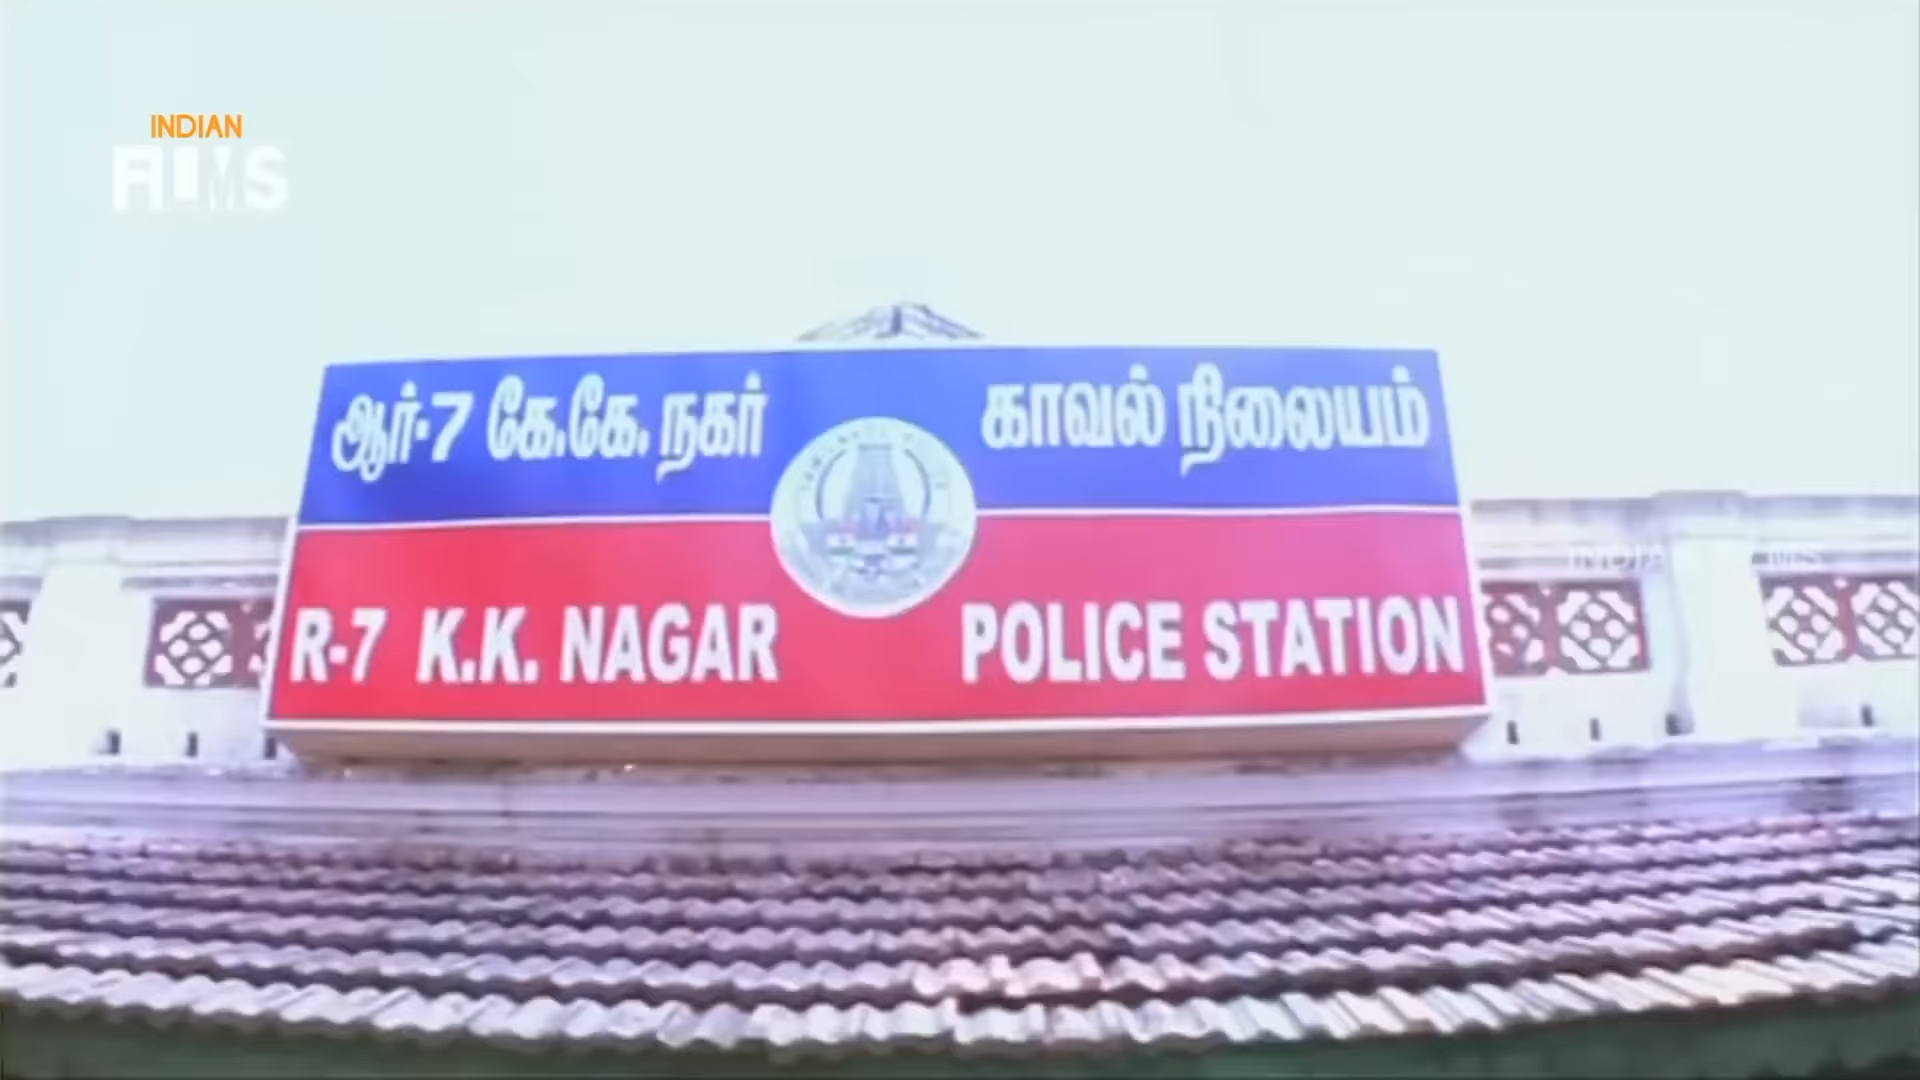 INDIAN
FILMS
ஆர்-7 கே.கே. நகர் காவல் நிலையம்
R-7 K.K. NAGAR POLICE STATION